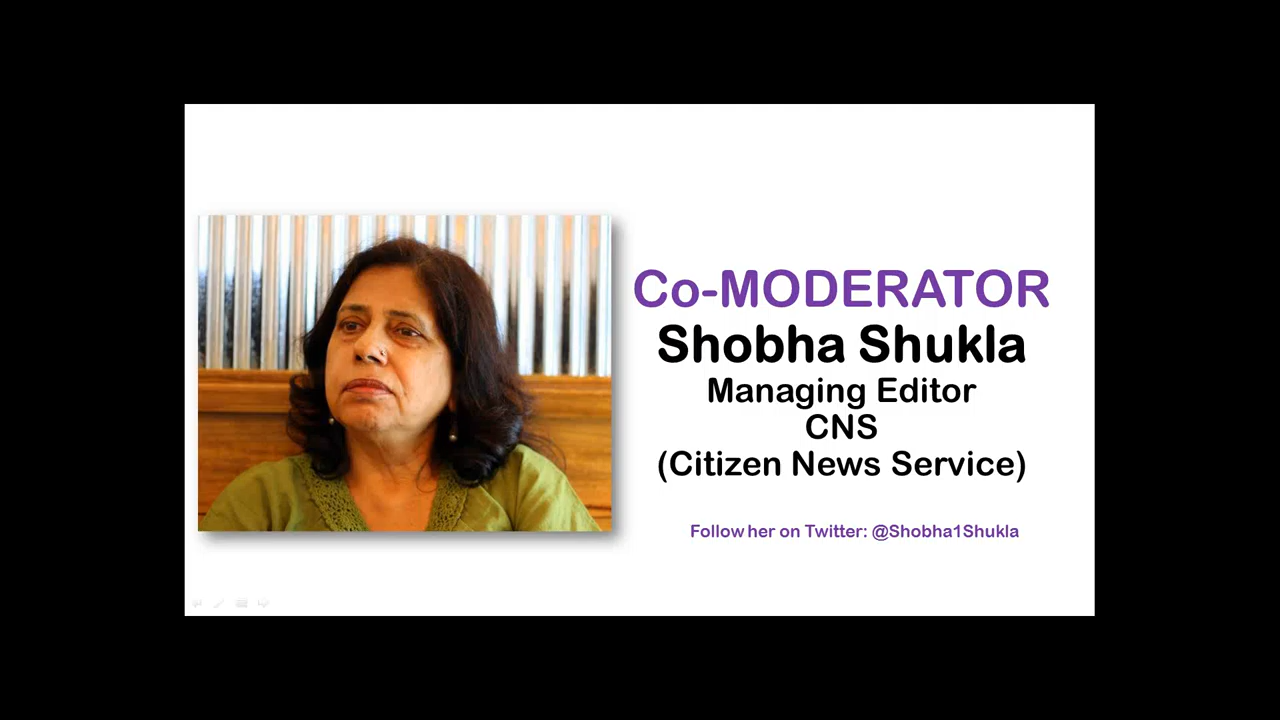 Co-MODERATOR
Shobha Shukla
Managing Editor
CNS
(Citizen News Service)
Follow her on Twitter: @Shobha1Shukla